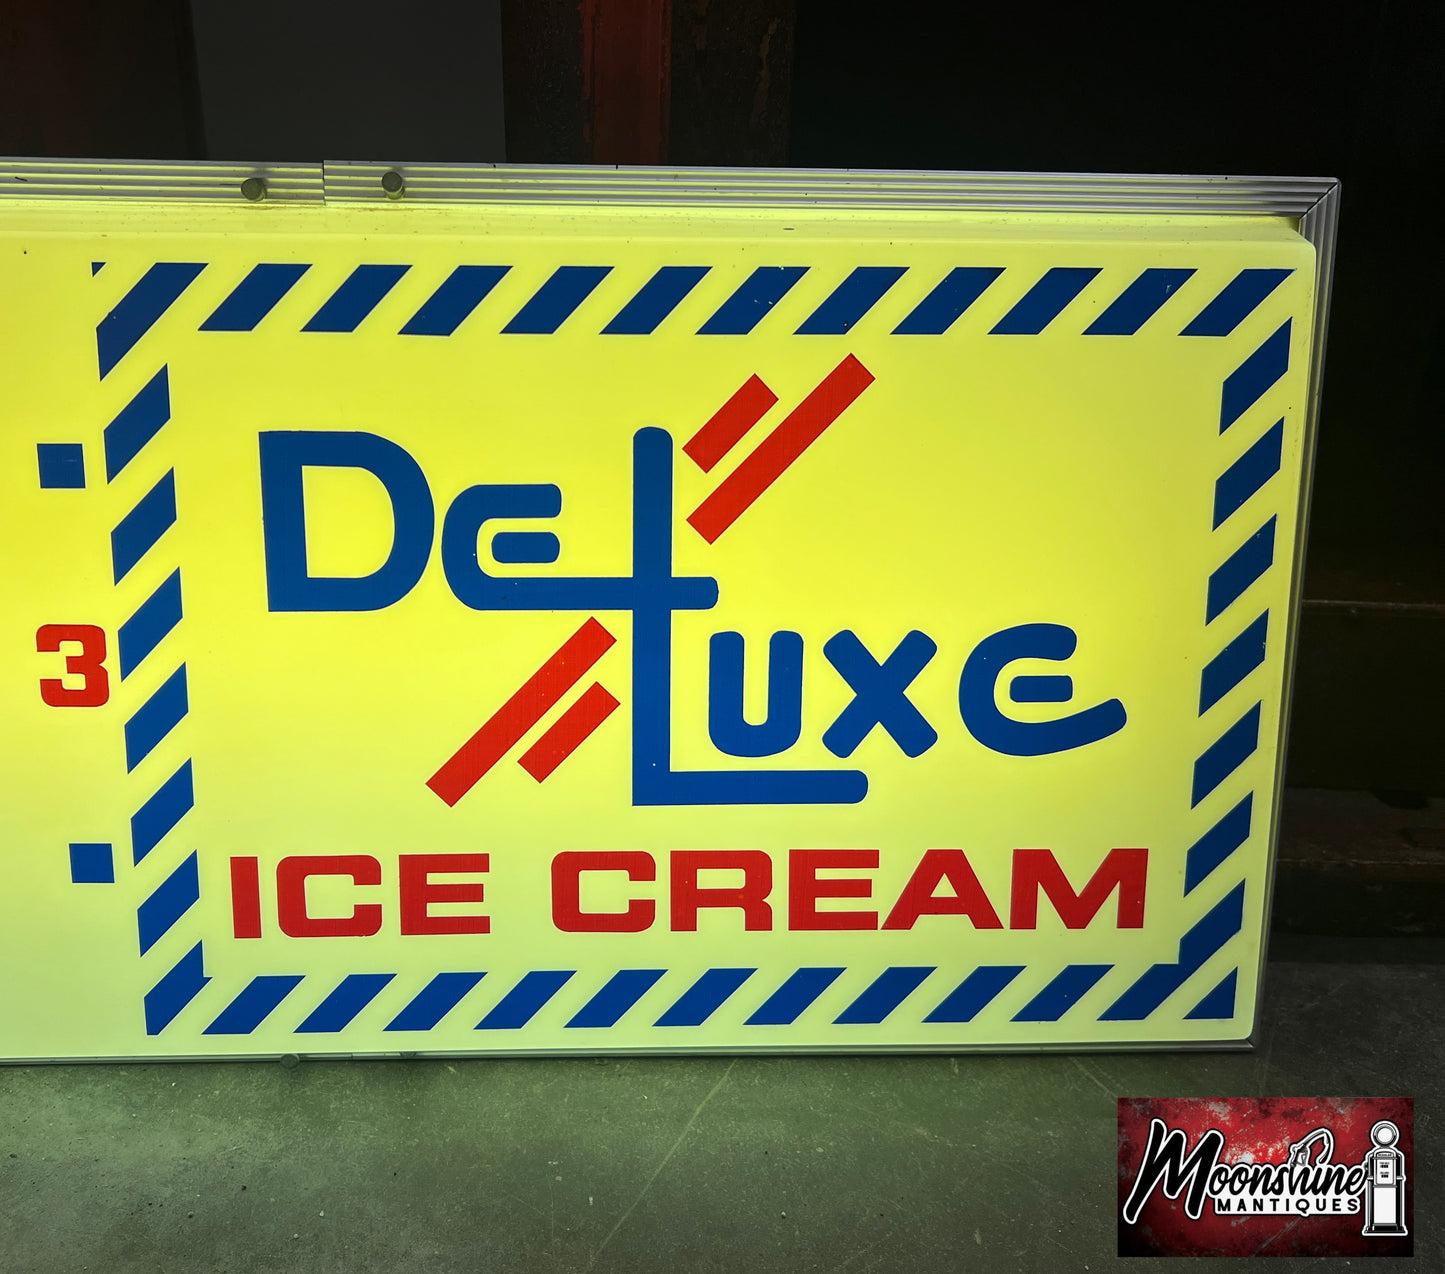 3
DeLuxe
ICE CREAM
Moonshine
MANTIQUES